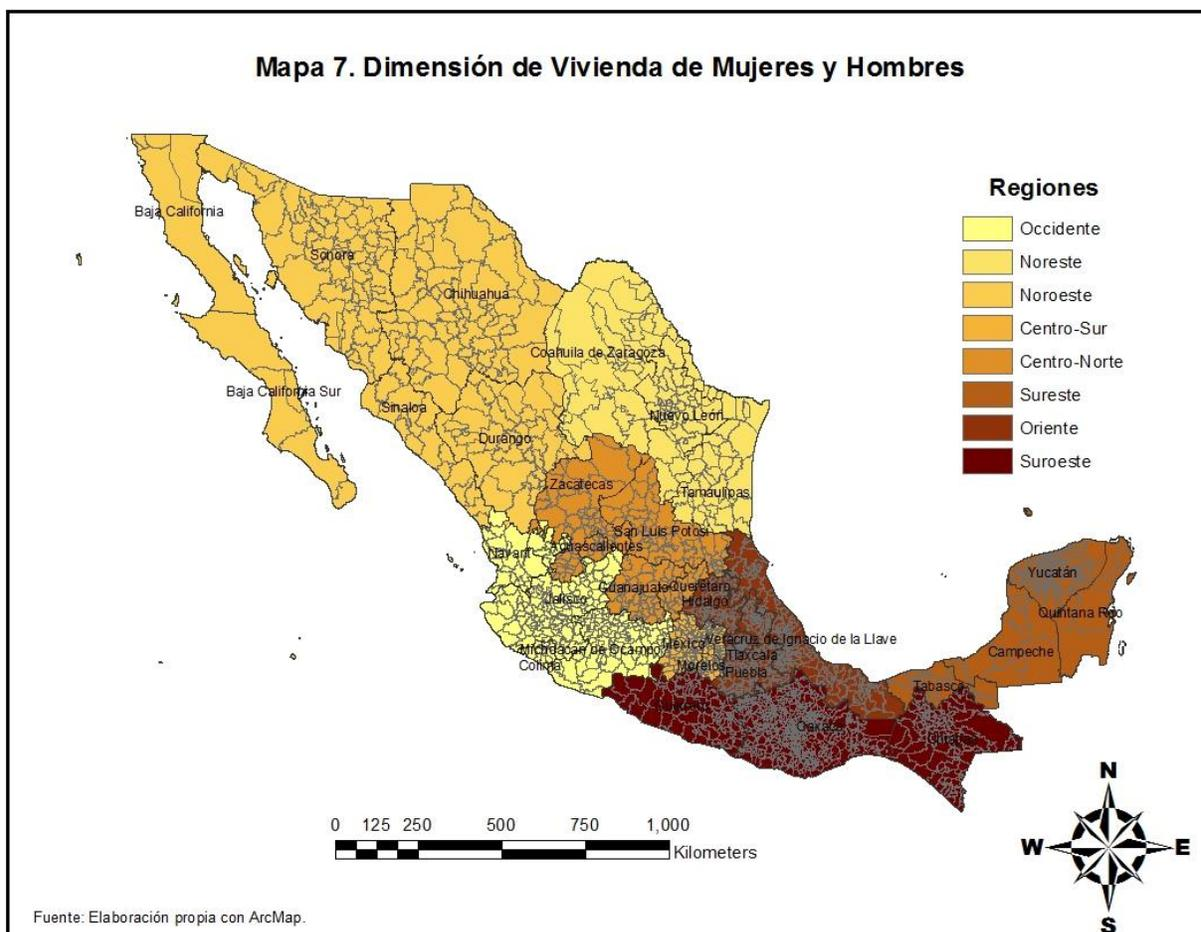 Mapa 7. Dimensión de Vivienda de Mujeres y Hombres
Regiones
Occidente
Noreste
Noroeste
Centro-Sur
Centro-Norte
Sureste
Oriente
Suroeste
Baja California
Sonora
Chihuahua
Coahuila de Zaragoza
Baja California Sur
Sinaloa
Nuevo León
Durango
Zacatecas
Tamaulipas
San Luis Potosí
Aguascalientes
Nayarit
Guanajuato
Querétaro
Hidalgo
Jalisco
Yucatán
Quintana Roo
Campeche
México
Veracruz de Ignacio de la Llave
Michoacán de Ocampo
Tlaxcala
Colima
Morelos
Puebla
Tabasco
Oaxaca
0 125 250 500 750 1,000
Kilometers
N
W
E
S
Fuente: Elaboración propia con ArcMap.